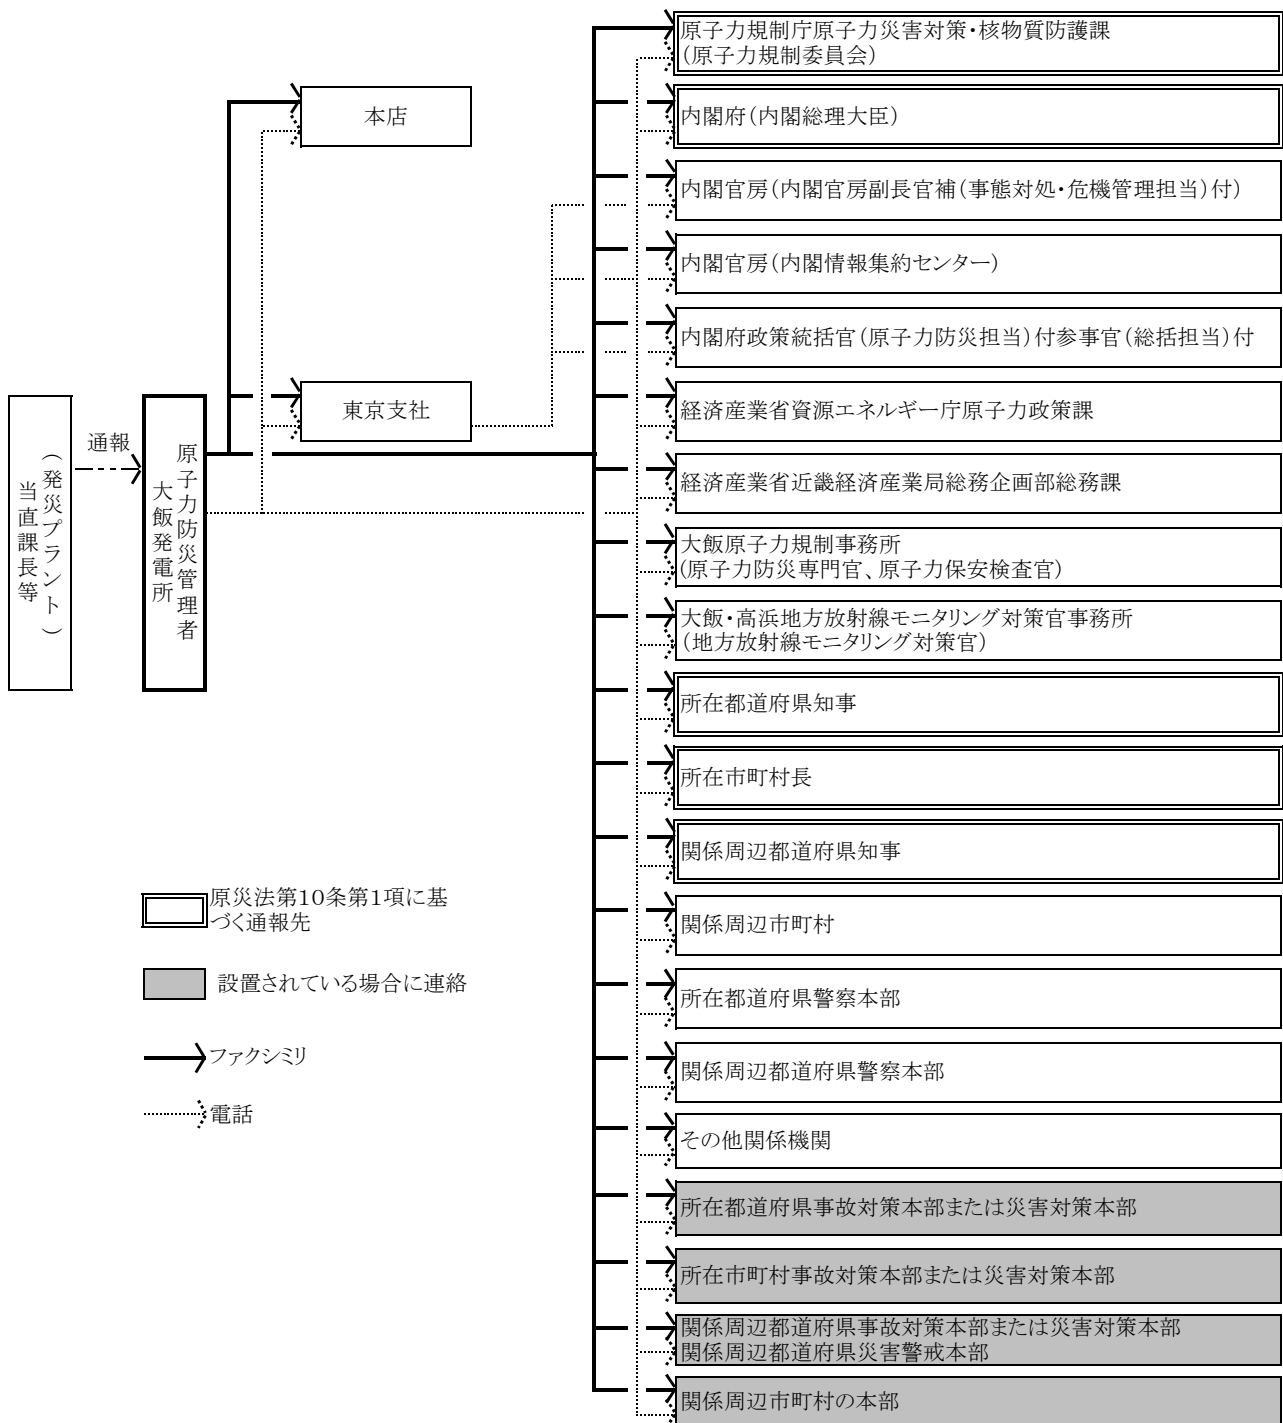 原子力規制庁原子力災害対策・核物質防護課
(原子力規制委員会)
本店
内閣府(内閣総理大臣)
内閣官房(内閣官房副長官補(事態対処・危機管理担当)付)
内閣官房(内閣情報集約センター)
内閣府政策統括官(原子力防災担当)付参事官(総括担当)付
東京支社
経済産業省資源エネルギー庁原子力政策課
経済産業省近畿経済産業局総務企画部総務課
(発災プラント)
当直課長等
通報
原子力防災管理者
大飯発電所
大飯原子力規制事務所
(原子力防災専門官、原子力保安検査官)
大飯・高浜地方放射線モニタリング対策官事務所
(地方放射線モニタリング対策官)
所在都道府県知事
所在市町村長
関係周辺都道府県知事
関係周辺市町村
所在都道府県警察本部
関係周辺都道府県警察本部
その他関係機関
所在都道府県事故対策本部または災害対策本部
所在市町村事故対策本部または災害対策本部
関係周辺都道府県事故対策本部または災害対策本部
関係周辺都道府県災害警戒本部
関係周辺市町村の本部
原災法第10条第1項に基
づく通報先
設置されている場合に連絡
ファクシミリ
電話